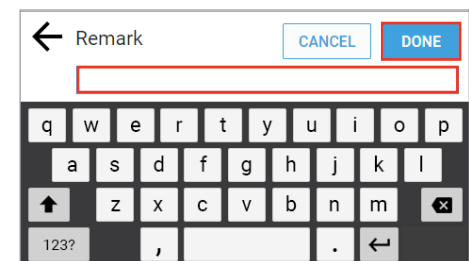 Remark CANCEL DONE
q w e r t y u i o p
a s d f g h j k l
z x c v b n m
123? , .